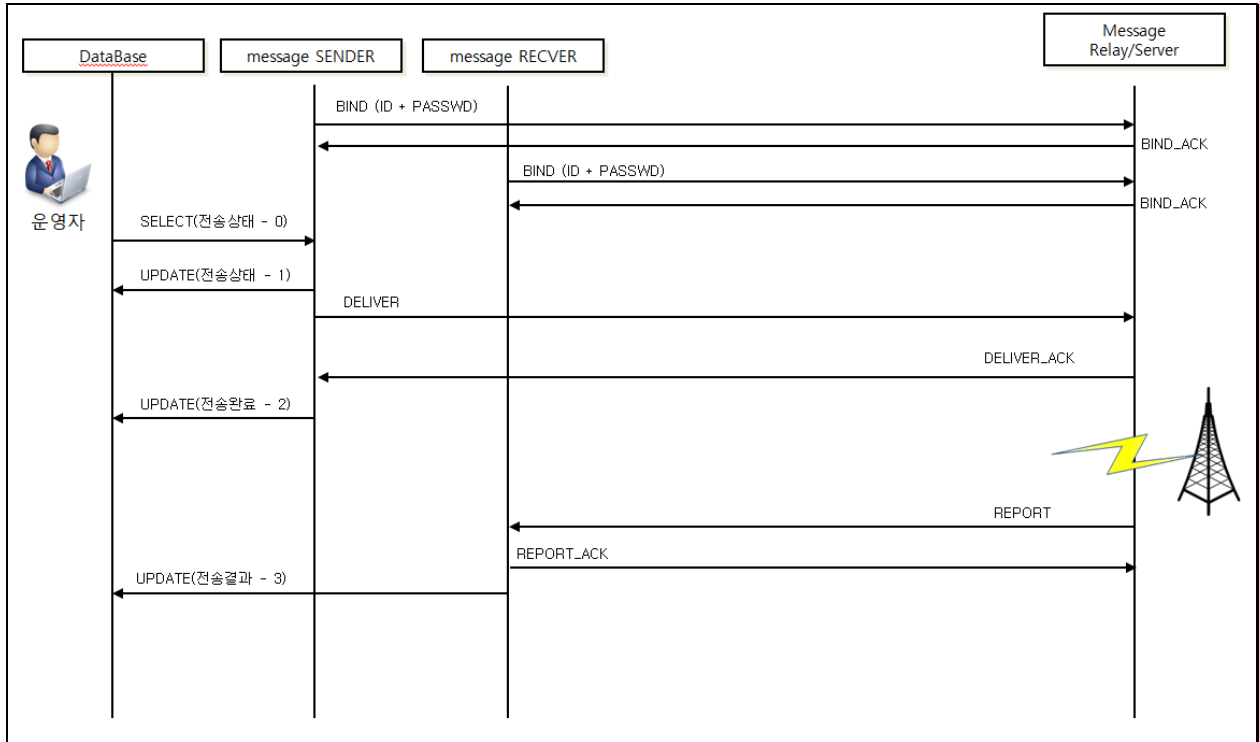 DataBase
message SENDER
message RECVER
Message
Relay/Server
BIND (ID + PASSWD)
BIND_ACK
BIND (ID + PASSWD)
BIND_ACK
운영자
SELECT(전송상태 - 0)
UPDATE(전송상태 - 1)
DELIVER
DELIVER_ACK
UPDATE(전송완료 - 2)
REPORT
REPORT_ACK
UPDATE(전송결과 - 3)